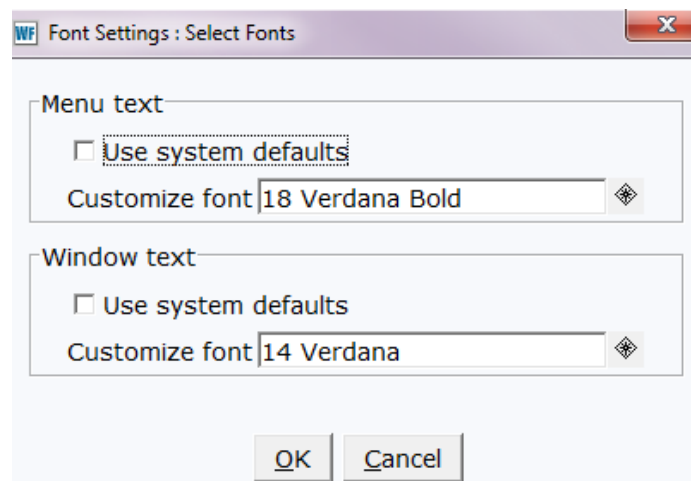 WF Font Settings : Select Fonts
X
Menu text
Use system defaults
Customize font 18 Verdana Bold
Window text
Use system defaults
Customize font 14 Verdana
OK Cancel